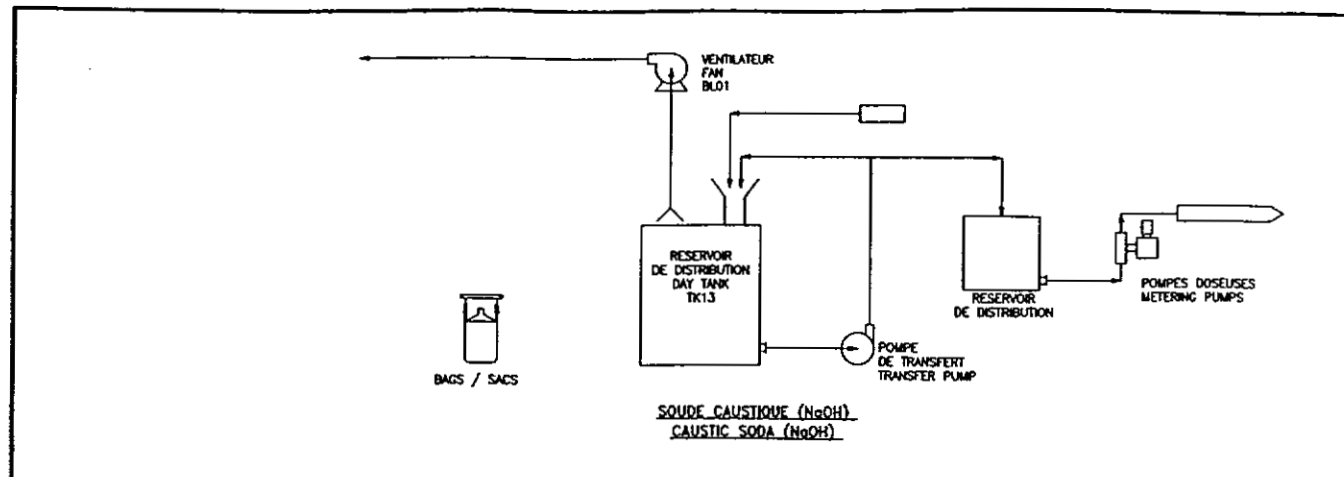 VENTILATEUR
FAN
BL01
RESERVOIR
DE DISTRIBUTION
DAY TANK
TK13
RESERVOIR
DE DISTRIBUTION
POMPES DOSEUSES
METERING PUMPS
POMPE
DE TRANSFERT
TRANSFER PUMP
BAGS / SACS
SOUDE CAUSTIQUE (NaOH)
CAUSTIC SODA (NaOH)